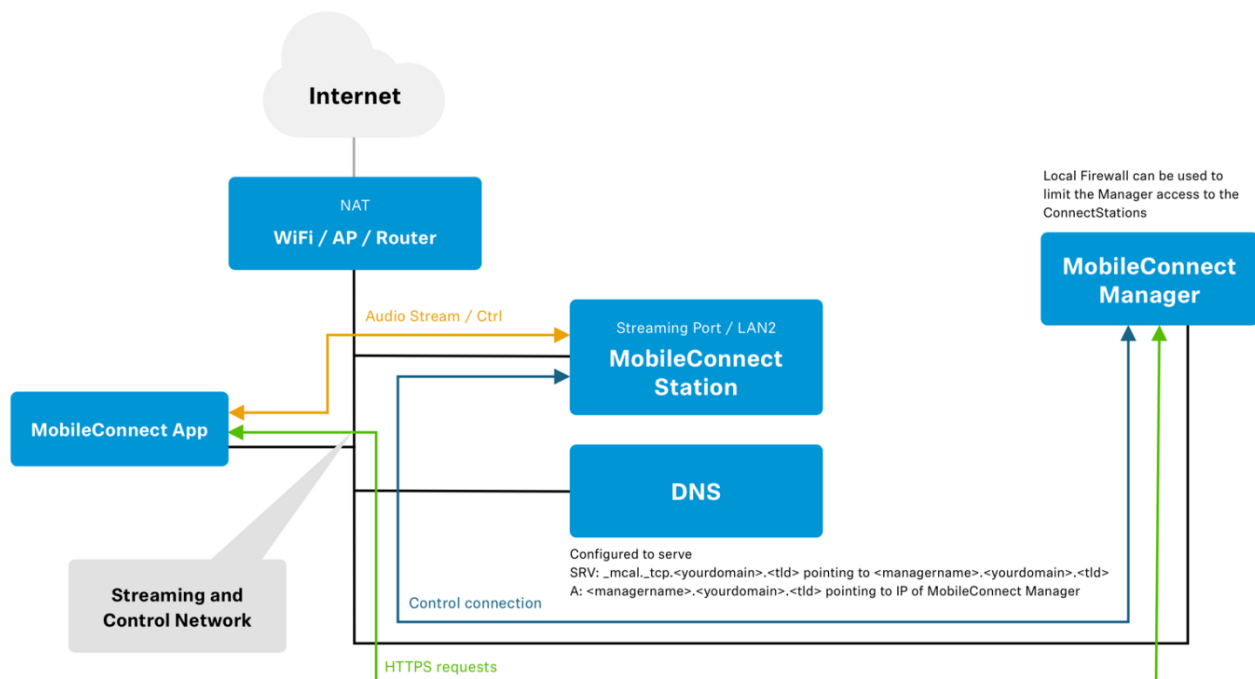 Internet
NAT
WiFi / AP / Router
Local Firewall can be used to
limit the Manager access to the
ConnectStations
MobileConnect
Manager
Audio Stream / Ctrl
Streaming Port / LAN2
MobileConnect
Station
MobileConnect App
DNS
Configured to serve
SRV: _mcal._tcp.<yourdomain>.<tld> pointing to <managername>.<yourdomain>.<tld>
A: <managername>.<yourdomain>.<tld> pointing to IP of MobileConnect Manager
Streaming and
Control Network
Control connection
HTTPS requests